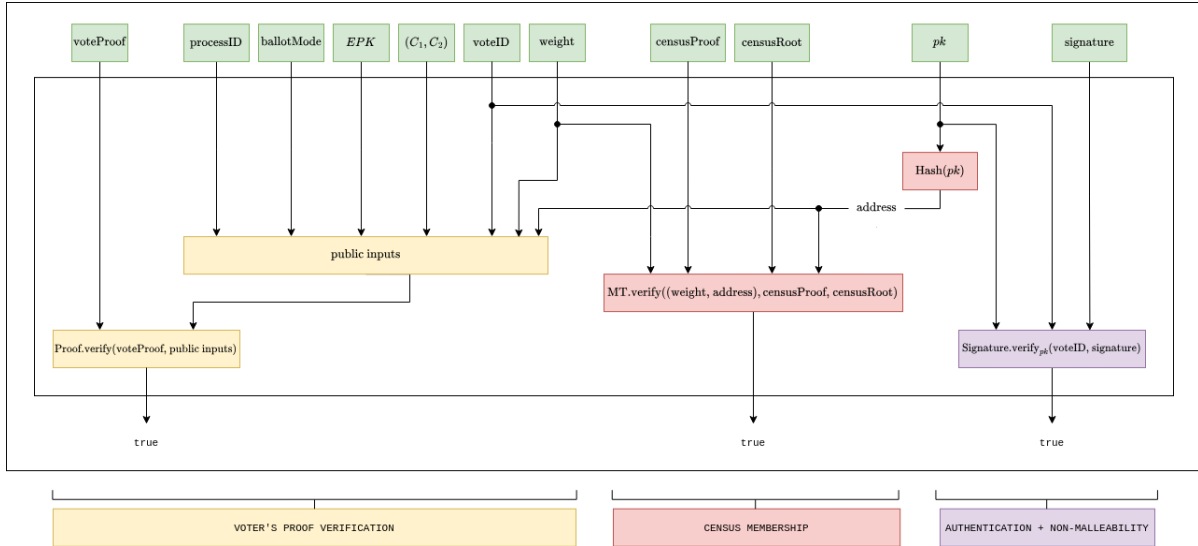 voteProof
processID
ballotMode
EPK
(C₁, C₂)
voteID
weight
censusProof
censusRoot
pk
signature
Hash(pk)
address
public inputs
MT.verify((weight, address), censusProof, censusRoot)
Proof.verify(voteProof, public inputs)
Signature.verifyₚₖ(voteID, signature)
true
true
true
VOTER'S PROOF VERIFICATION
CENSUS MEMBERSHIP
AUTHENTICATION + NON-MALLEABILITY